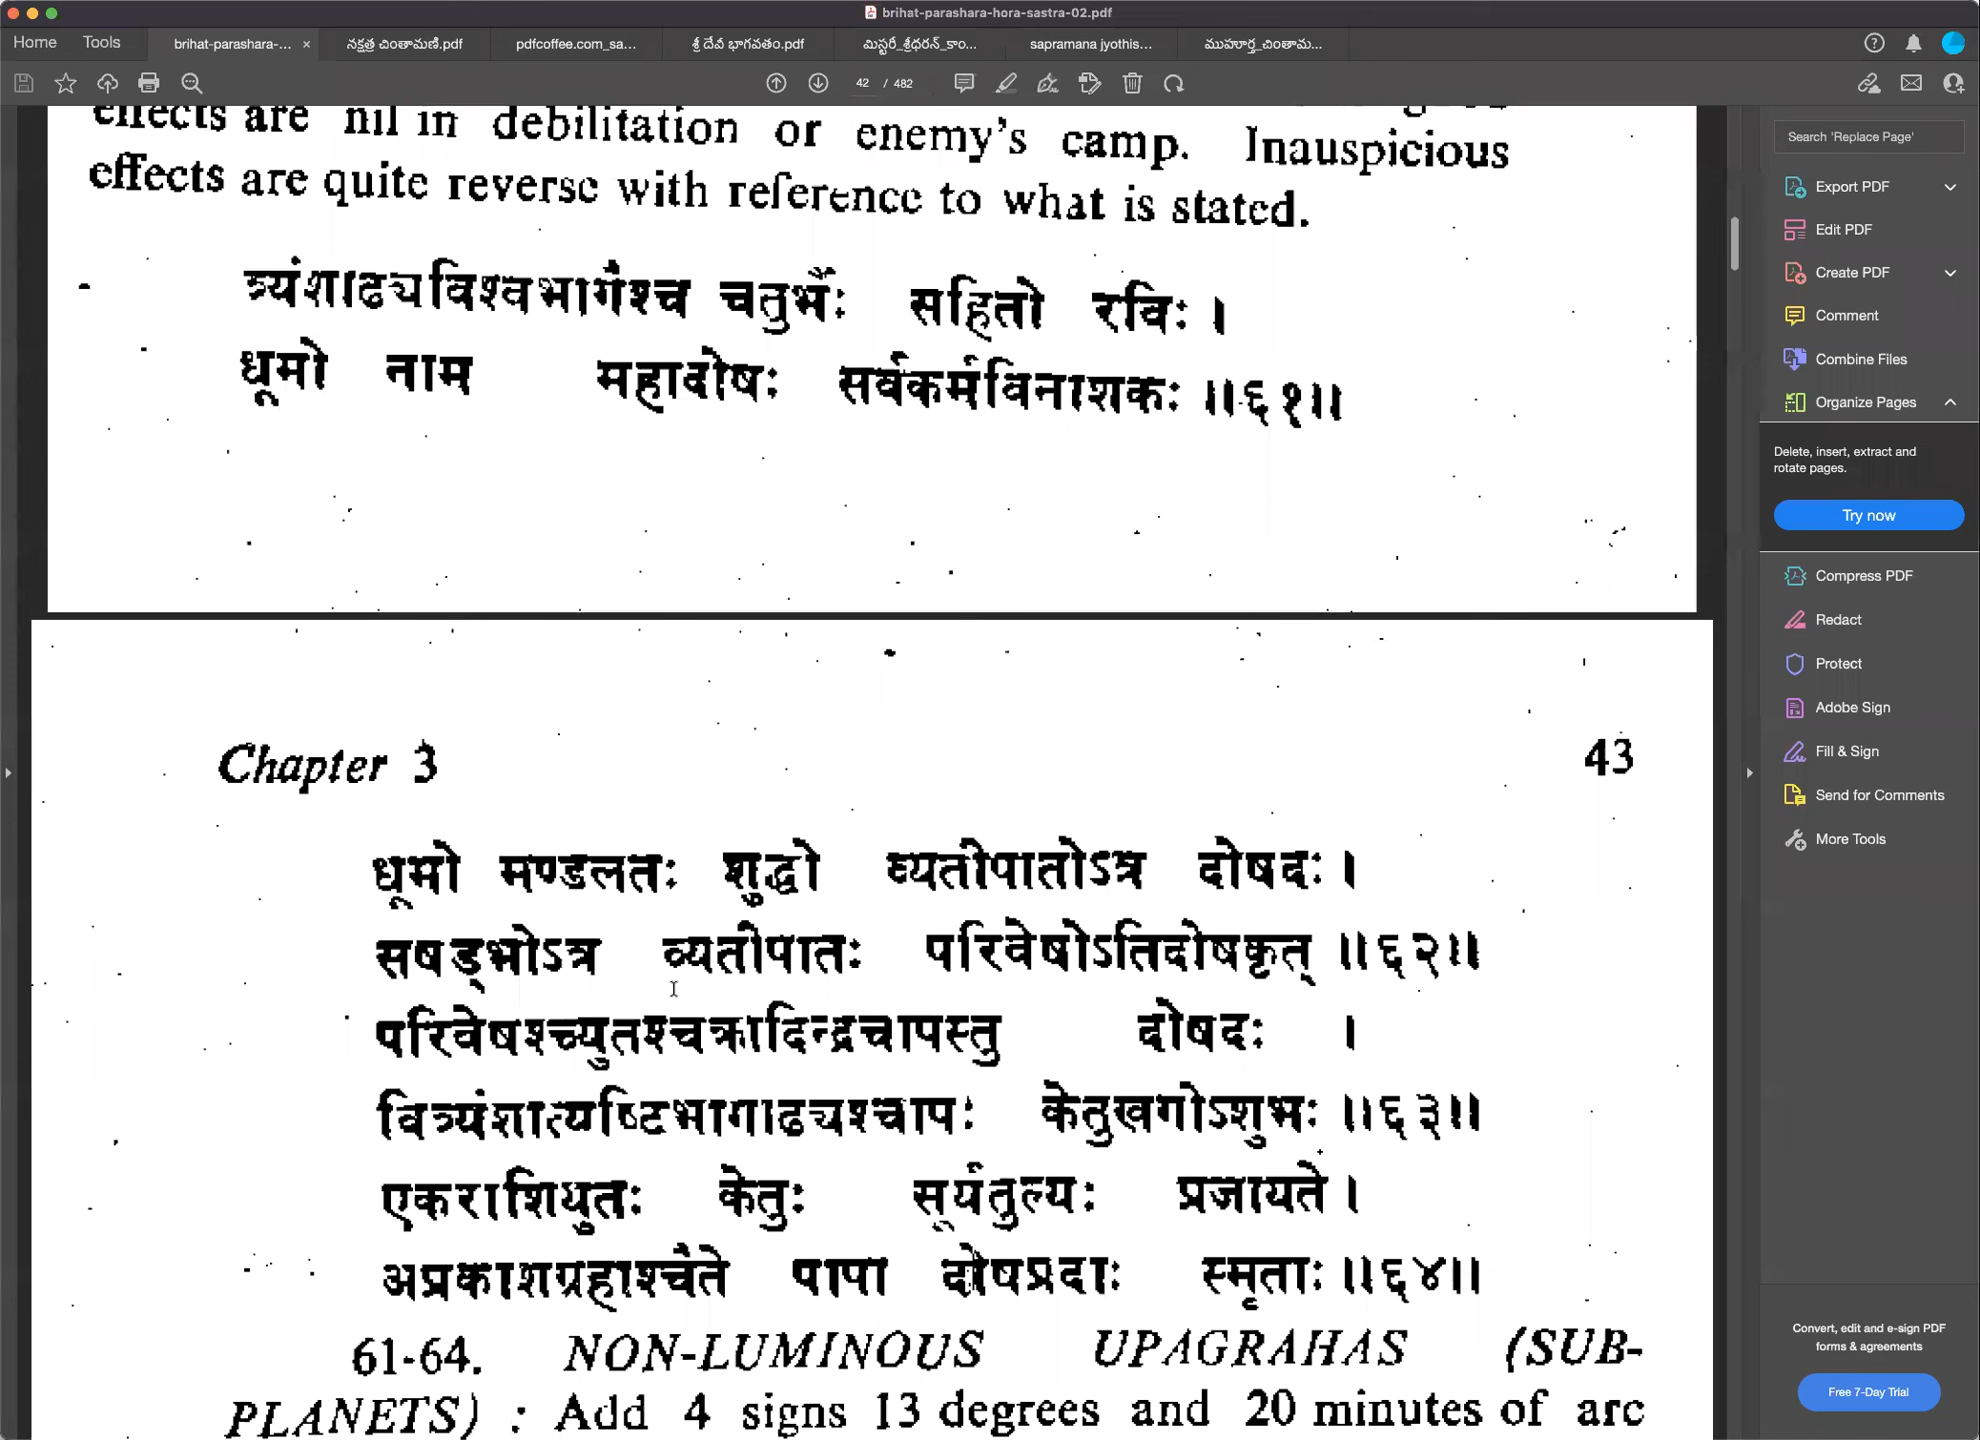 brihat-parashara-hora-sastra-02.pdf
Home Tools brihat-parashara-... × నక్షత్ర చింతామణి.pdf pdfcoffee.com_sa... శ్రీ దేవీ భాగవతం.pdf మిస్టరీ_శ్రీధరన్_కాం... sapramana jyothis... ముహూర్త_చింతామ...
42 / 482
effects are nil in debilitation or enemy's camp. Inauspicious
effects are quite reverse with reference to what is stated.
त्र्यंशाढ्यविश्वभागैश्च चतुर्भैः सहितो रविः ।
धूमो नाम महादोषः सर्वकर्मविनाशकः ॥६१॥
Chapter 3 43
धूमो मण्डलतः शुद्धो व्यतीपातोऽत्र दोषदः ।
सषड्भोऽत्र व्यतीपातः परिवेषोऽतिदोषकृत् ॥६२॥
परिवेषश्च्युतश्चक्रादिन्द्रचापस्तु दोषदः ।
वित्र्यंशात्यष्टिभागाढ्यश्चापः केतुखगोऽशुभः ॥६३॥
एकराशियुतः केतुः सूर्यतुल्यः प्रजायते ।
अप्रकाशग्रहाश्चैते पापा दोषप्रदाः स्मृताः ॥६४॥
61-64. NON-LUMINOUS UPAGRAHAS (SUB-
PLANETS) : Add 4 signs 13 degrees and 20 minutes of arc
Search 'Replace Page'
Export PDF
Edit PDF
Create PDF
Comment
Combine Files
Organize Pages
Delete, insert, extract and
rotate pages.
Try now
Compress PDF
Redact
Protect
Adobe Sign
Fill & Sign
Send for Comments
More Tools
Convert, edit and e-sign PDF
forms & agreements
Free 7-Day Trial